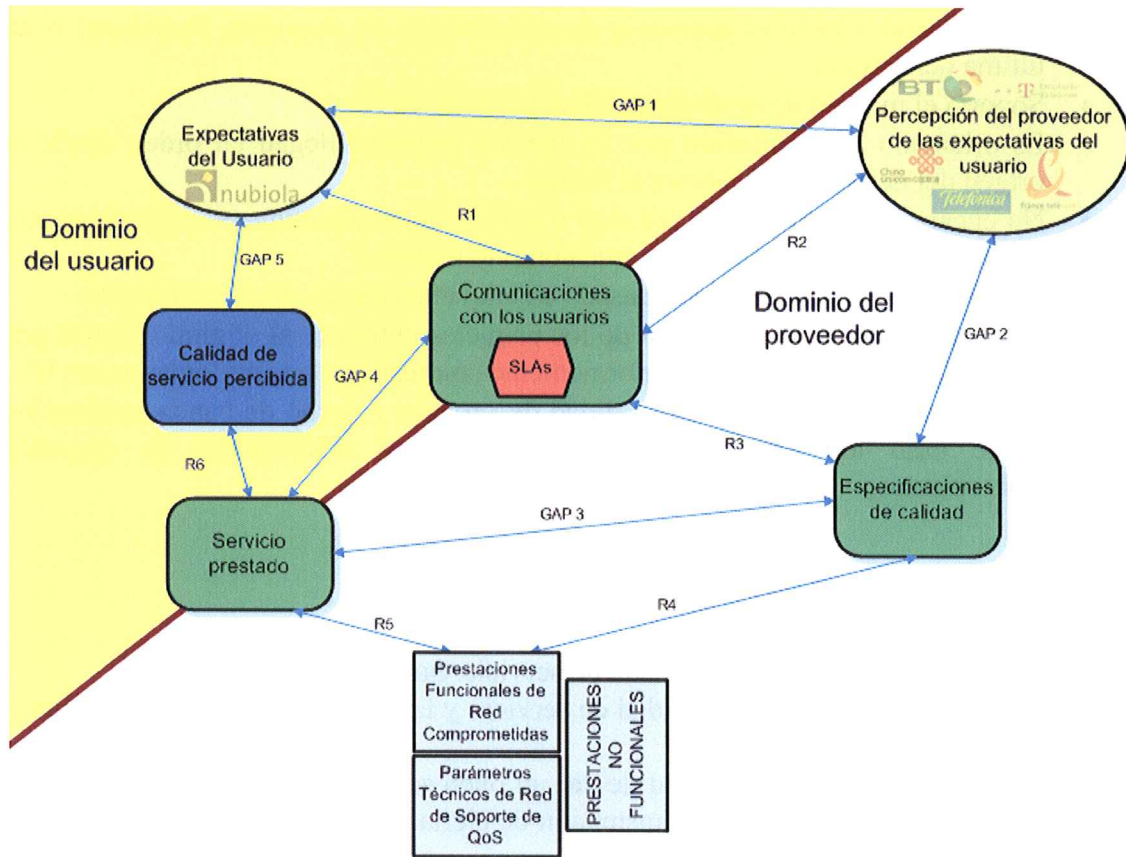 GAP 1
BT
T
Expectativas
del Usuario
nubiola
Percepción del proveedor
de las expectativas del
usuario
China
Telefónica
france
R1
R2
Dominio
del usuario
GAP 5
Comunicaciones
con los usuarios
SLAs
Dominio del
proveedor
GAP 2
Calidad de
servicio percibida
GAP 4
R3
R6
Especificaciones
de calidad
GAP 3
Servicio
prestado
R4
R5
Prestaciones
Funcionales de
Red
Comprometidas
PRESTACIONES
NO
FUNCIONALES
Parámetros
Técnicos de Red
de Soporte de
QoS